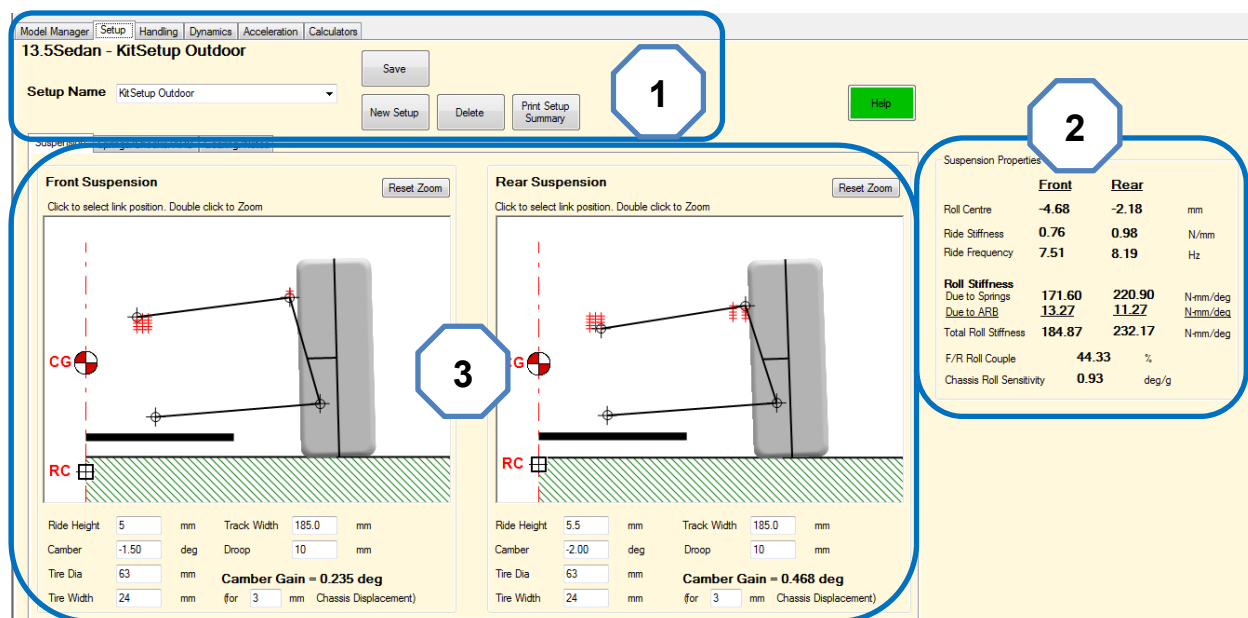 Model Manager Setup Handling Dynamics Acceleration Calculators
13.5Sedan - KitSetup Outdoor
Save
Setup Name KitSetup Outdoor
New Setup Delete Print Setup Summary
Help
1
2
Suspension Properties
Front Rear
Roll Centre -4.68 -2.18 mm
Ride Stiffness 0.76 0.98 N/mm
Ride Frequency 7.51 8.19 Hz
Roll Stiffness
Due to Springs 171.60 220.90 N-mm/deg
Due to ARB 13.27 11.27 N-mm/deg
Total Roll Stiffness 184.87 232.17 N-mm/deg
F/R Roll Couple 44.33 %
Chassis Roll Sensitivity 0.93 deg/g
Front Suspension Reset Zoom
Click to select link position. Double click to Zoom
CG
RC
3
Rear Suspension Reset Zoom
Click to select link position. Double click to Zoom
CG
RC
Ride Height 5 mm Track Width 185.0 mm
Camber -1.50 deg Droop 10 mm
Tire Dia 63 mm Camber Gain = 0.235 deg
Tire Width 24 mm (for 3 mm Chassis Displacement)
Ride Height 5.5 mm Track Width 185.0 mm
Camber -2.00 deg Droop 10 mm
Tire Dia 63 mm Camber Gain = 0.468 deg
Tire Width 24 mm (for 3 mm Chassis Displacement)